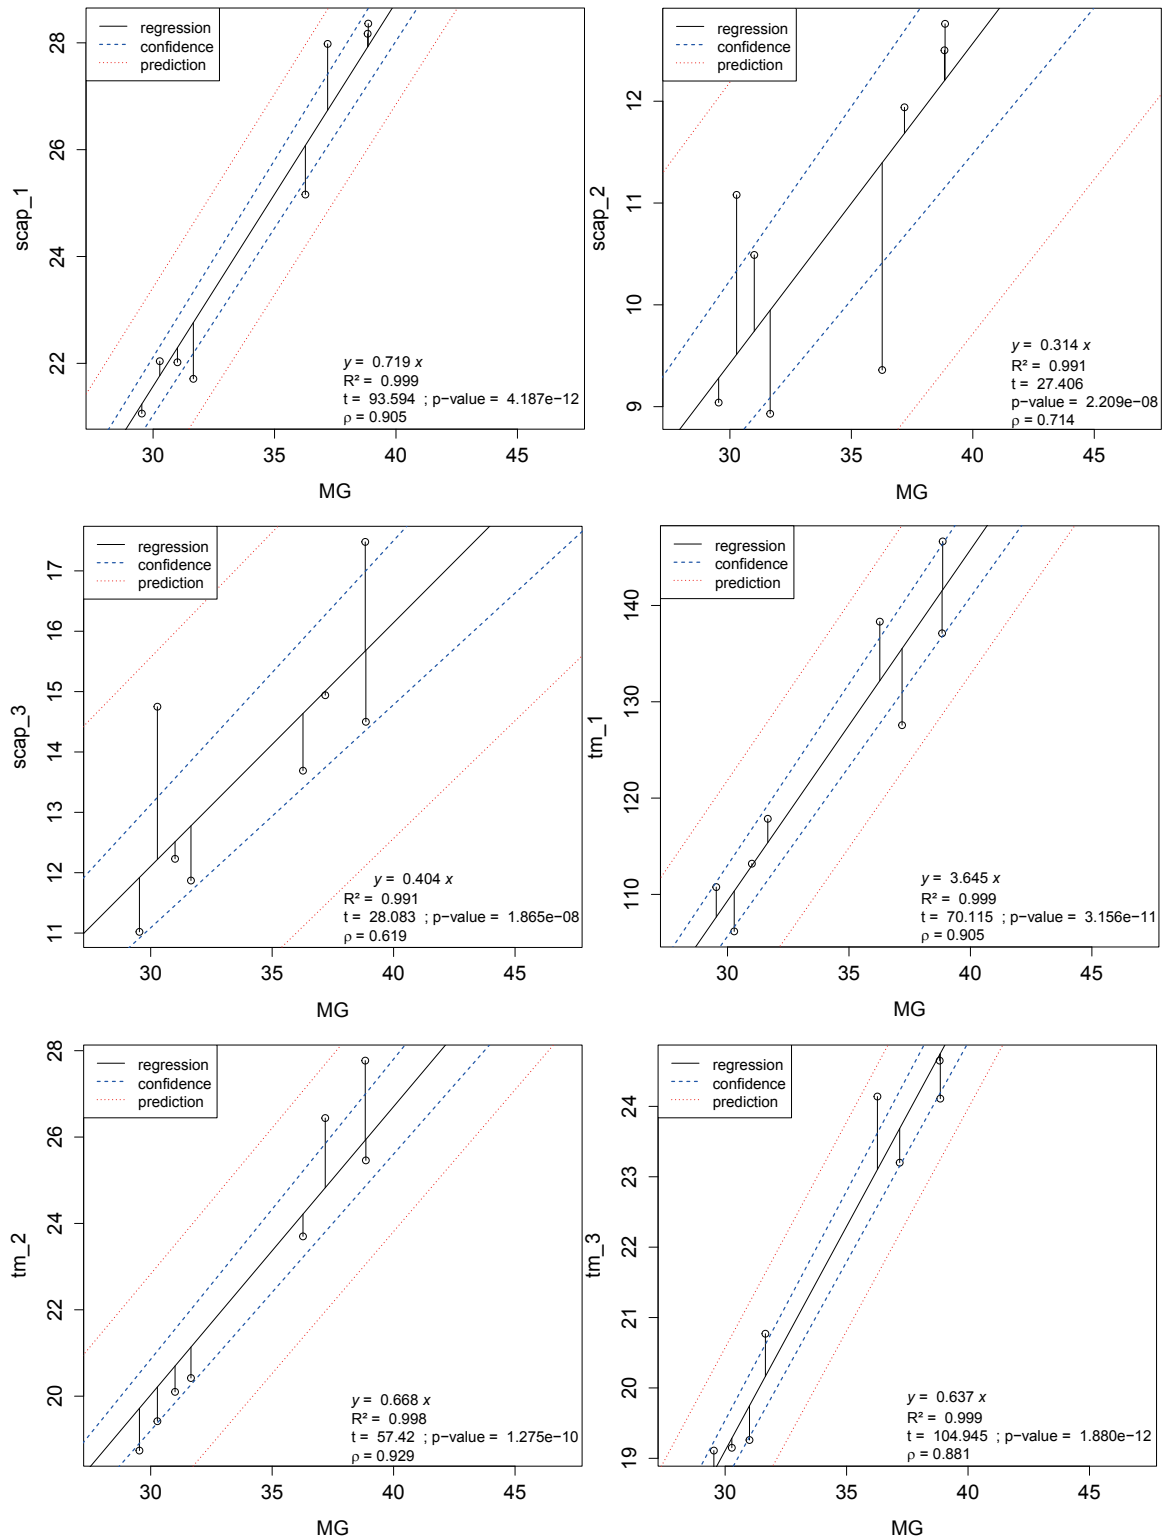 regression
confidence
prediction
28
26
24
22
scap_1
y = 0.719 x
R² = 0.999
t = 93.594 ; p-value = 4.187e-12
ρ = 0.905
30 35 40 45
MG
regression
confidence
prediction
12
11
10
9
scap_2
y = 0.314 x
R² = 0.991
t = 27.406
p-value = 2.209e-08
ρ = 0.714
30 35 40 45
MG
regression
confidence
prediction
17
16
15
14
13
12
11
scap_3
y = 0.404 x
R² = 0.991
t = 28.083 ; p-value = 1.865e-08
ρ = 0.619
30 35 40 45
MG
regression
confidence
prediction
140
130
120
110
tm_1
y = 3.645 x
R² = 0.999
t = 70.115 ; p-value = 3.156e-11
ρ = 0.905
30 35 40 45
MG
regression
confidence
prediction
28
26
24
22
20
tm_2
y = 0.668 x
R² = 0.998
t = 57.42 ; p-value = 1.275e-10
ρ = 0.929
30 35 40 45
MG
regression
confidence
prediction
24
23
22
21
20
19
tm_3
y = 0.637 x
R² = 0.999
t = 104.945 ; p-value = 1.880e-12
ρ = 0.881
30 35 40 45
MG